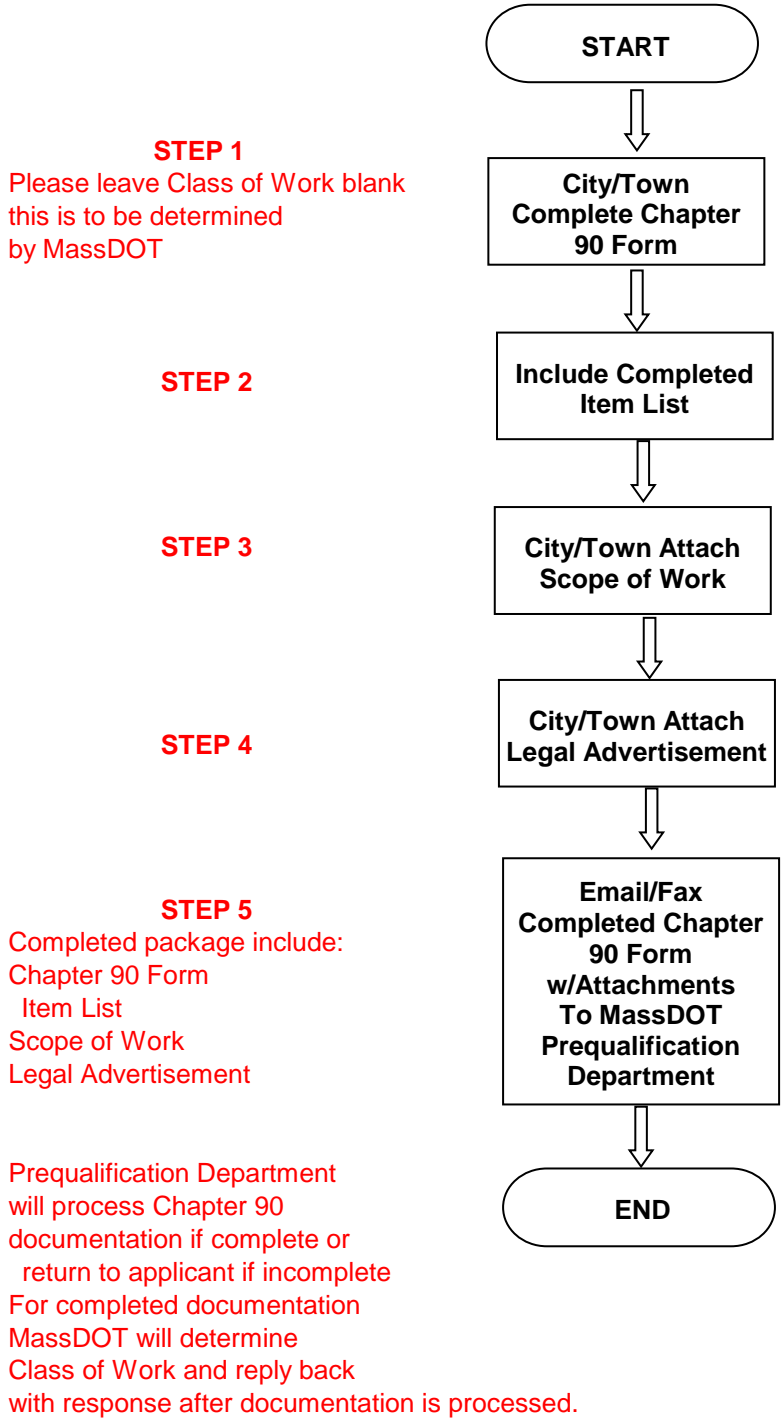 START
STEP 1
Please leave Class of Work blank
this is to be determined
by MassDOT
City/Town
Complete Chapter
90 Form
STEP 2
Include Completed
Item List
STEP 3
City/Town Attach
Scope of Work
STEP 4
City/Town Attach
Legal Advertisement
STEP 5
Completed package include:
Chapter 90 Form
Item List
Scope of Work
Legal Advertisement
Email/Fax
Completed Chapter
90 Form
w/Attachments
To MassDOT
Prequalification
Department
Prequalification Department
will process Chapter 90
documentation if complete or
return to applicant if incomplete
For completed documentation
MassDOT will determine
Class of Work and reply back
with response after documentation is processed.
END